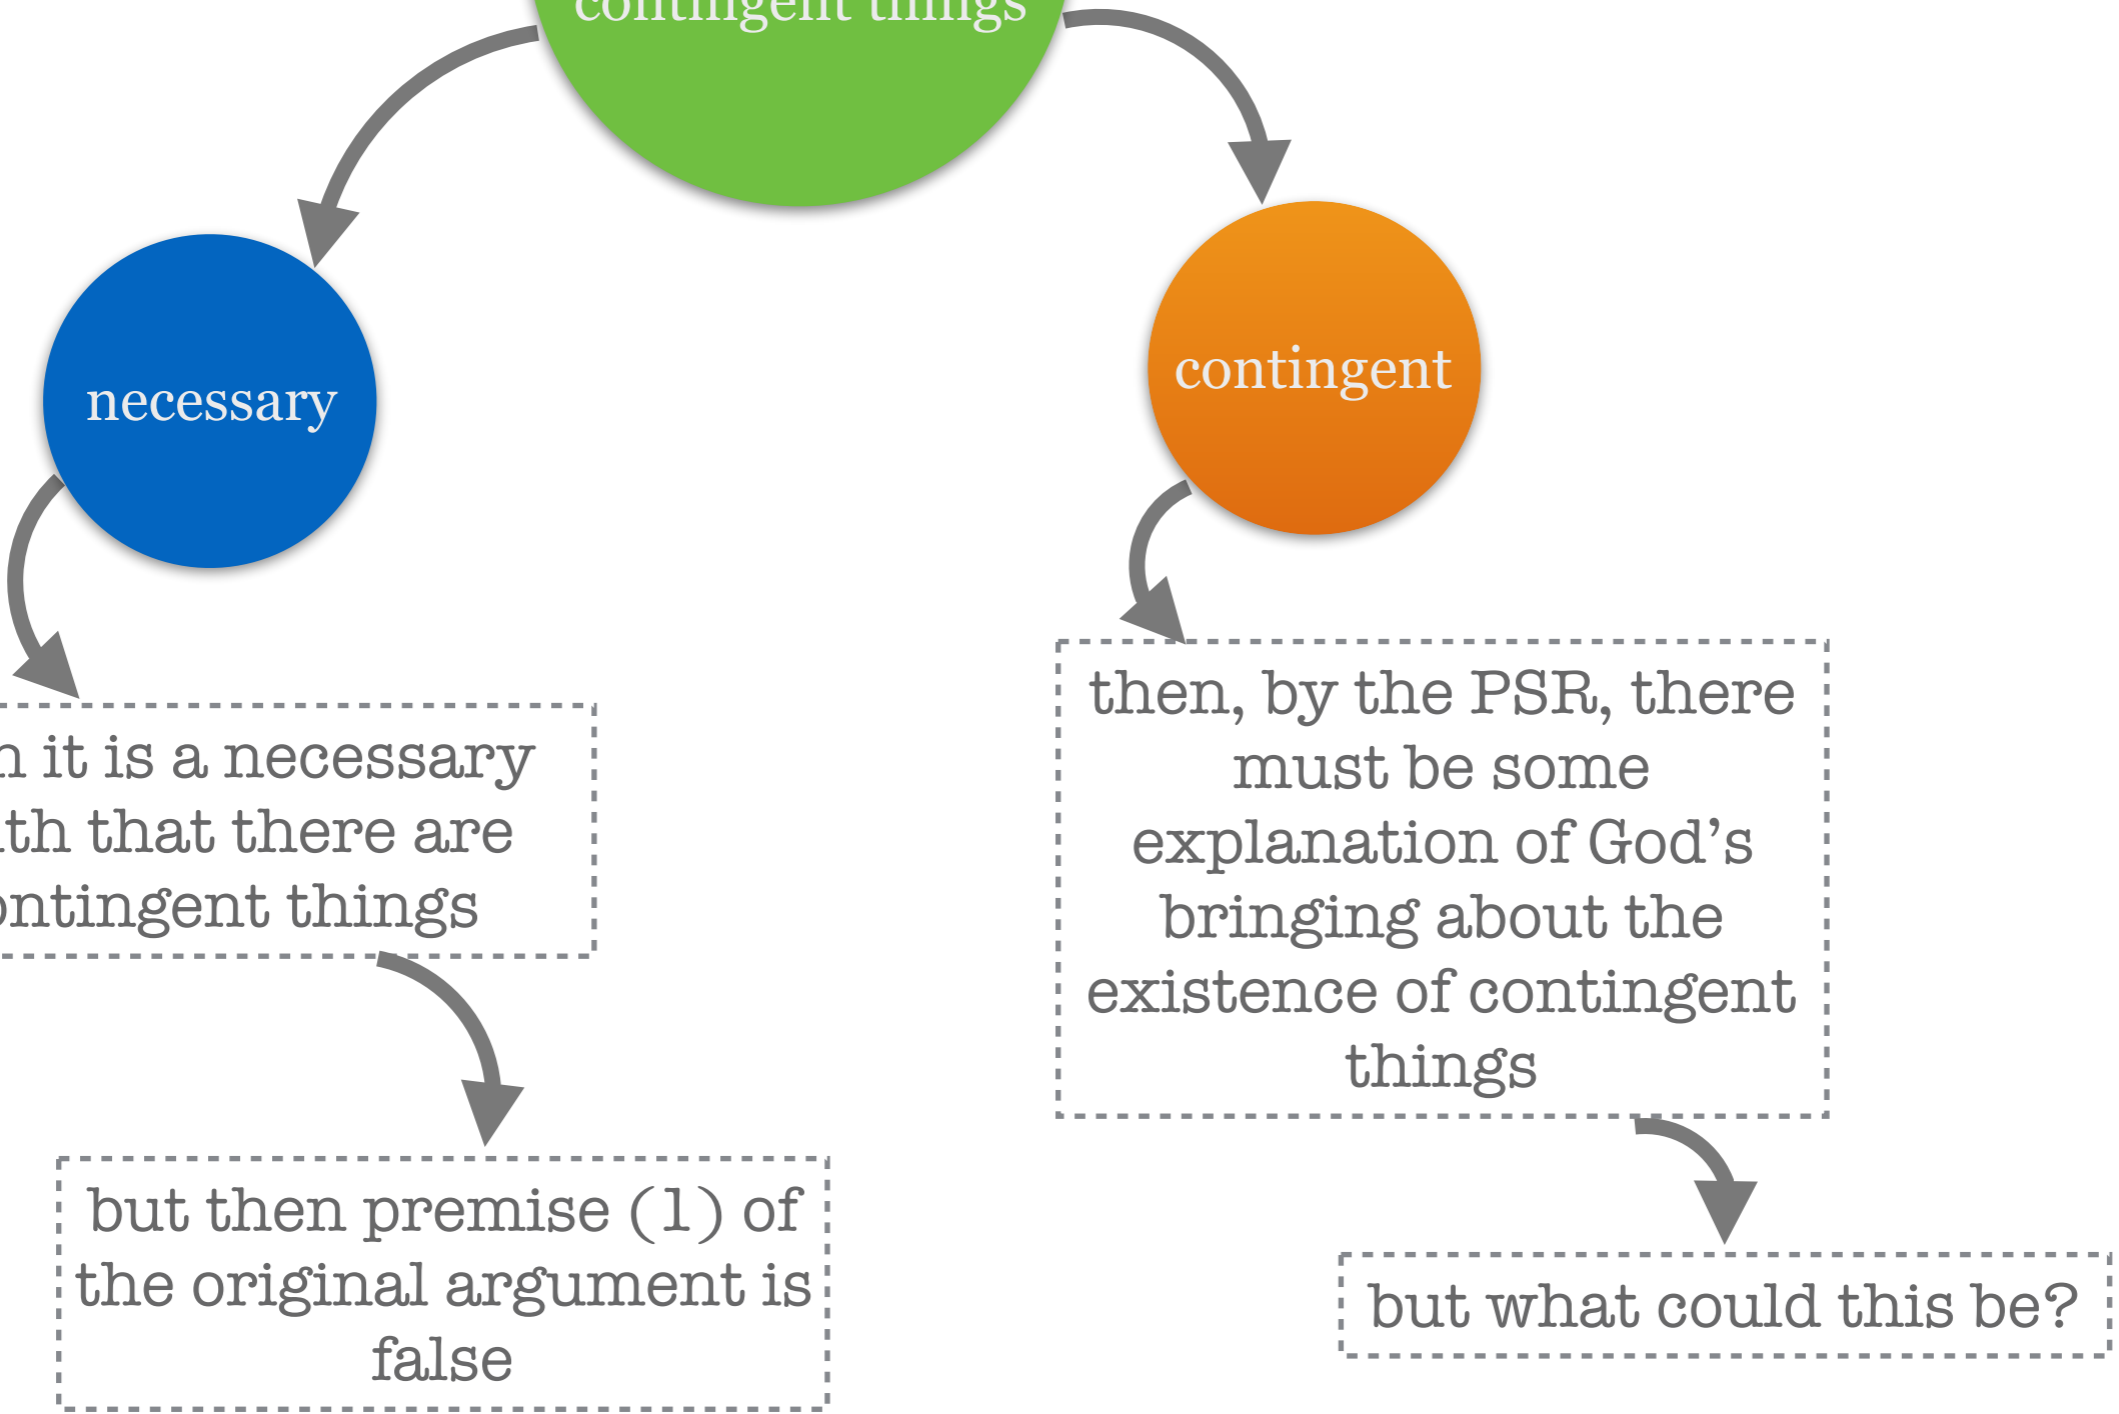 contingent things
necessary
contingent
it is a necessary
that there are
things
but then premise (1) of
the original argument is
false
then, by the PSR, there
must be some
explanation of God's
bringing about the
existence of contingent
things
but what could this be?